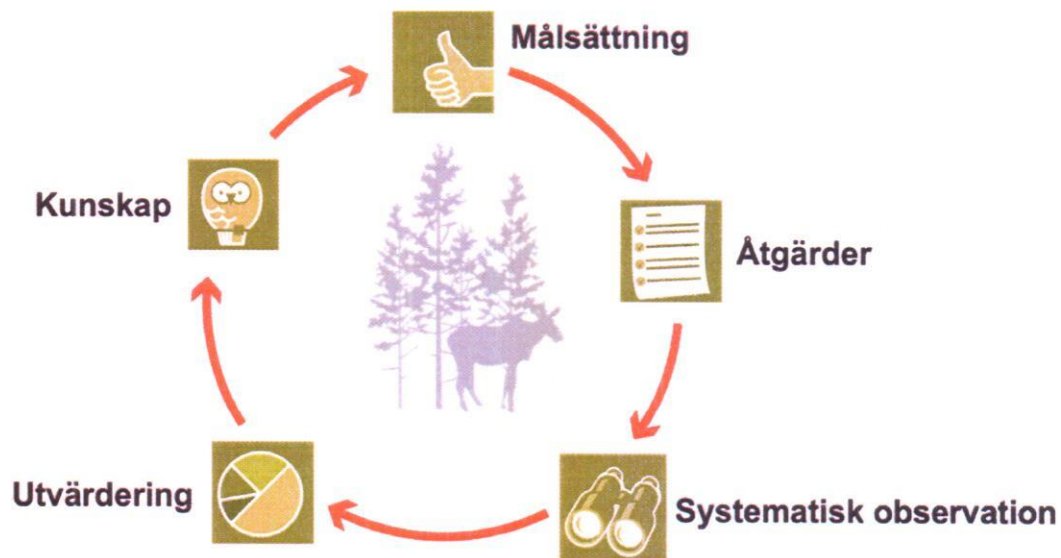 Målsättning
Åtgärder
Systematisk observation
Utvärdering
Kunskap